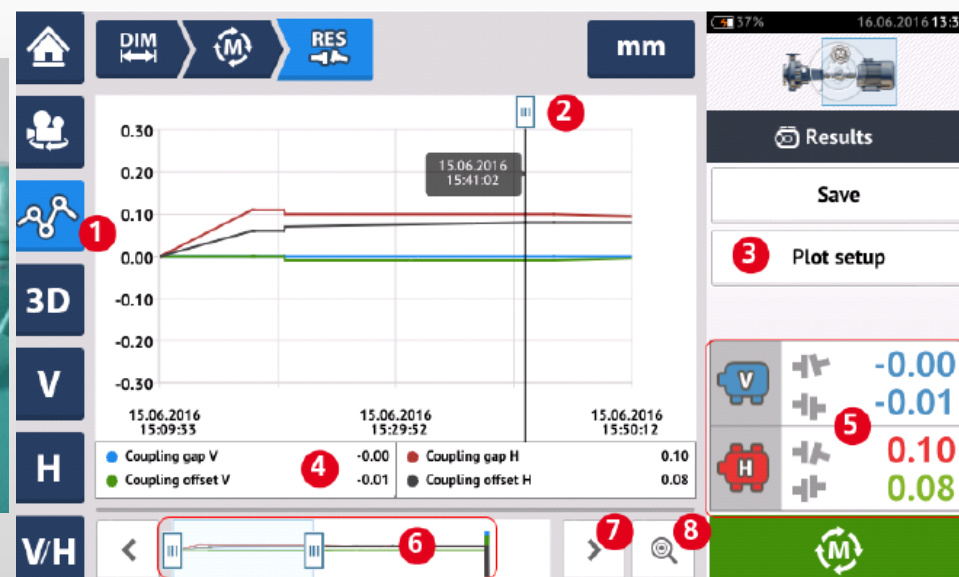 DIM
M
RES
mm
37%
16.06.2016 13:3
M
Results
Save
3 Plot setup
2
15.06.2016
15:41:02
0.30
0.20
0.10
0.00
-0.10
-0.20
-0.30
1
3D
V
H
V/H
15.06.2016
15:09:33
15.06.2016
15:29:52
15.06.2016
15:50:12
Coupling gap V -0.00
Coupling offset V -0.01
4
Coupling gap H 0.10
Coupling offset H 0.08
V
-0.00
-0.01
5
H
0.10
0.08
6
7
8
M